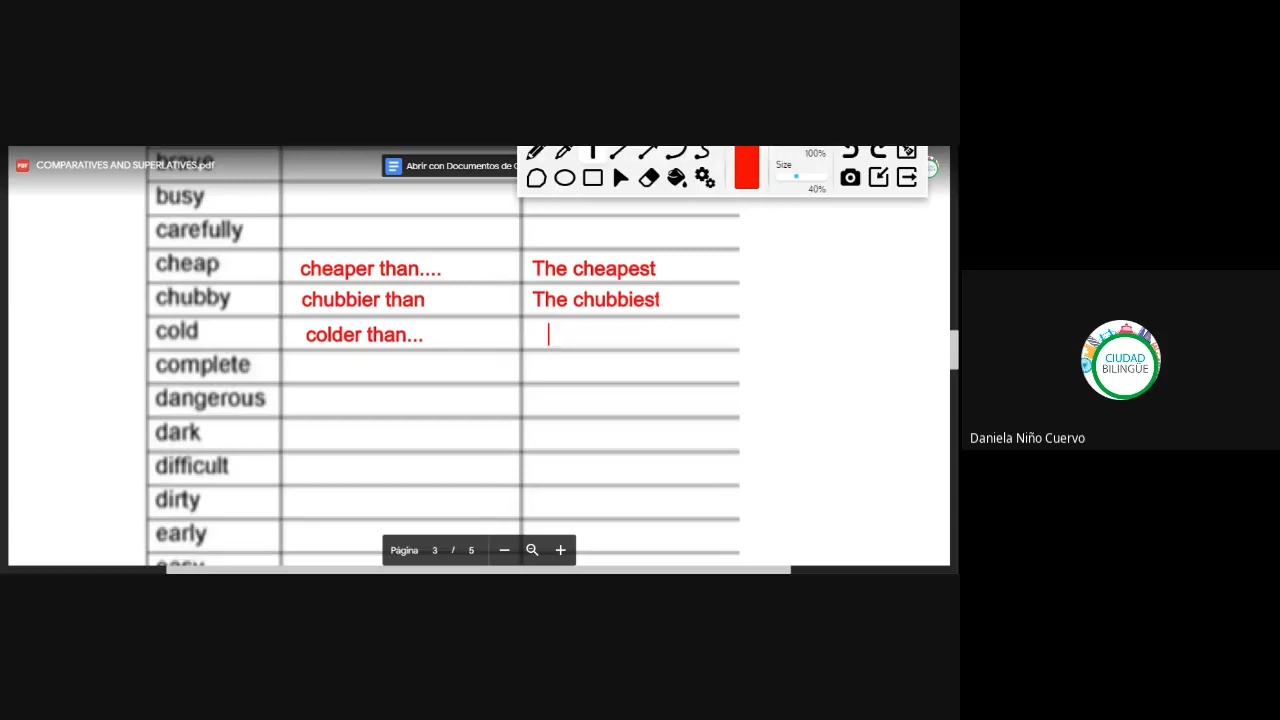 brave
COMPARATIVES AND SUPERLATIVES.pdf
Abrir con Documentos de
100%
Size
40%
busy
carefully
cheap cheaper than.... The cheapest
chubby chubbier than The chubbiest
cold colder than...
complete
dangerous
dark
difficult
dirty
early
easy
Página 3 / 5
CIUDAD
BILINGÜE
Daniela Niño Cuervo